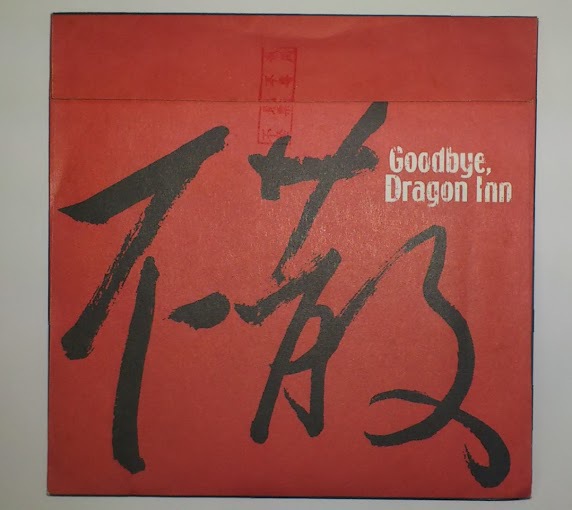 不散
Goodbye,
Dragon Inn